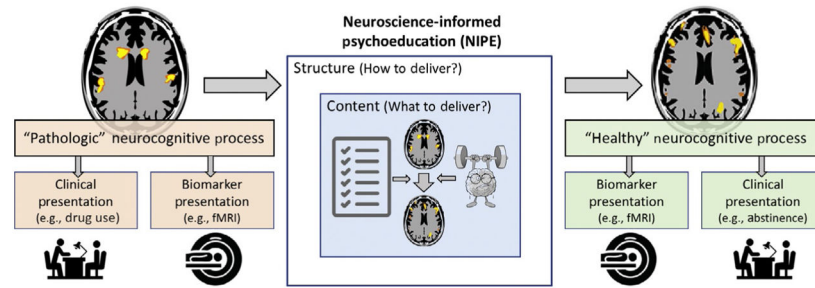 Neuroscience-informed
psychoeducation (NIPE)
Structure (How to deliver?)
Content (What to deliver?)
“Pathologic” neurocognitive process
Clinical
presentation
(e.g., drug use)
Biomarker
presentation
(e.g., fMRI)
“Healthy” neurocognitive process
Biomarker
presentation
(e.g., fMRI)
Clinical
presentation
(e.g., abstinence)